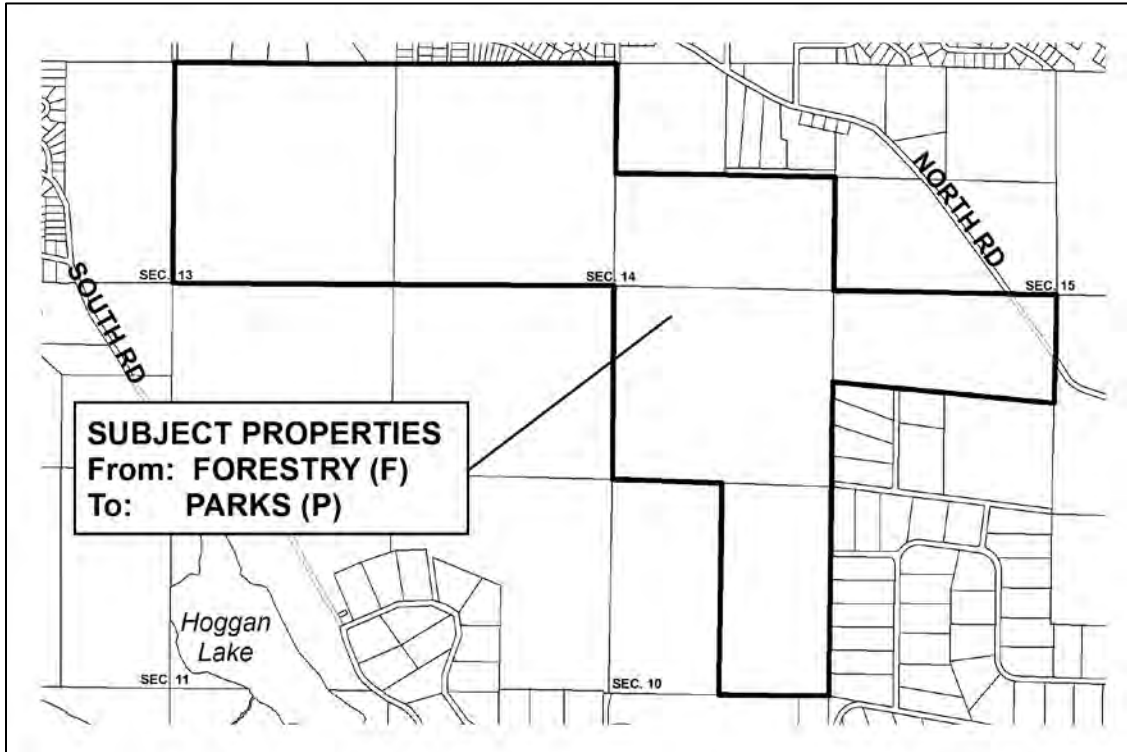 NORTH RD
SEC. 13
SEC. 14
SEC. 15
SOUTH RD
SUBJECT PROPERTIES
From: FORESTRY (F)
To: PARKS (P)
Hoggan
Lake
SEC. 11
SEC. 10